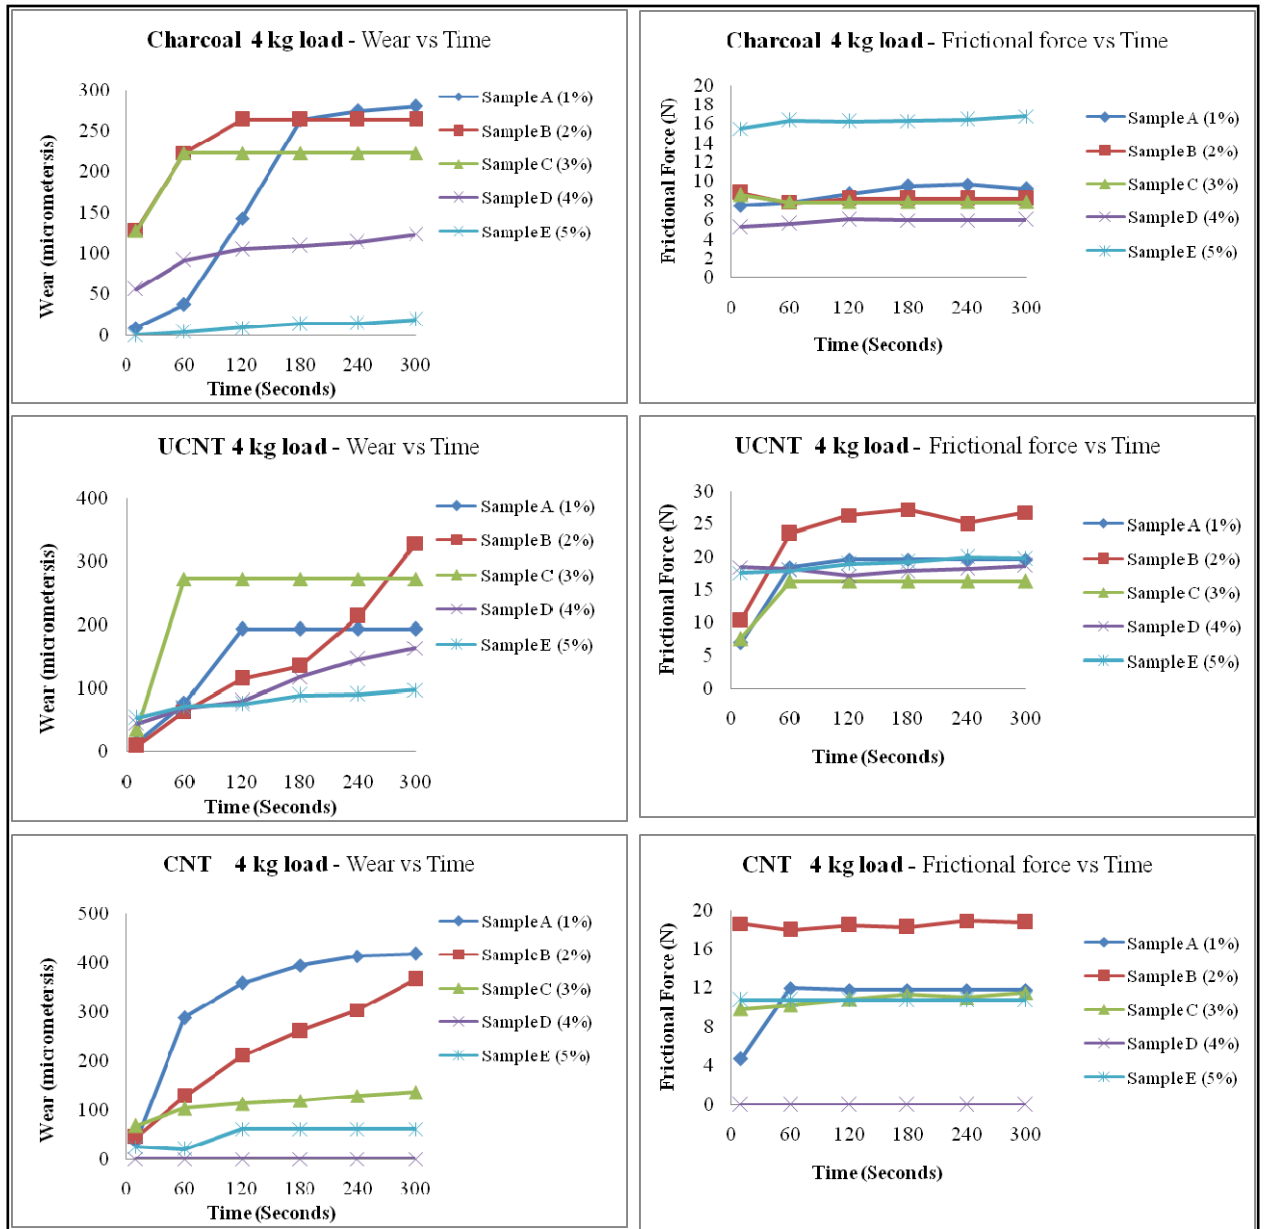 Charcoal 4 kg load - Wear vs Time
300
250
200
150
100
50
0
Wear (micrometersis)
0 60 120 180 240 300
Time (Seconds)
Sample A (1%)
Sample B (2%)
Sample C (3%)
Sample D (4%)
Sample E (5%)
Charcoal 4 kg load - Frictional force vs Time
20
18
16
14
12
10
8
6
4
2
0
Frictional Force (N)
0 60 120 180 240 300
Time (Seconds)
Sample A (1%)
Sample B (2%)
Sample C (3%)
Sample D (4%)
Sample E (5%)
UCNT 4 kg load - Wear vs Time
400
300
200
100
0
Wear (micrometersis)
0 60 120 180 240 300
Time (Seconds)
Sample A (1%)
Sample B (2%)
Sample C (3%)
Sample D (4%)
Sample E (5%)
UCNT 4 kg load - Frictional force vs Time
30
25
20
15
10
5
0
Frictional Force (N)
0 60 120 180 240 300
Time (Seconds)
Sample A (1%)
Sample B (2%)
Sample C (3%)
Sample D (4%)
Sample E (5%)
CNT 4 kg load - Wear vs Time
500
400
300
200
100
0
Wear (micrometersis)
0 60 120 180 240 300
Time (Seconds)
Sample A (1%)
Sample B (2%)
Sample C (3%)
Sample D (4%)
Sample E (5%)
CNT 4 kg load - Frictional force vs Time
20
16
12
8
4
0
Frictional Force (N)
0 60 120 180 240 300
Time (Seconds)
Sample A (1%)
Sample B (2%)
Sample C (3%)
Sample D (4%)
Sample E (5%)